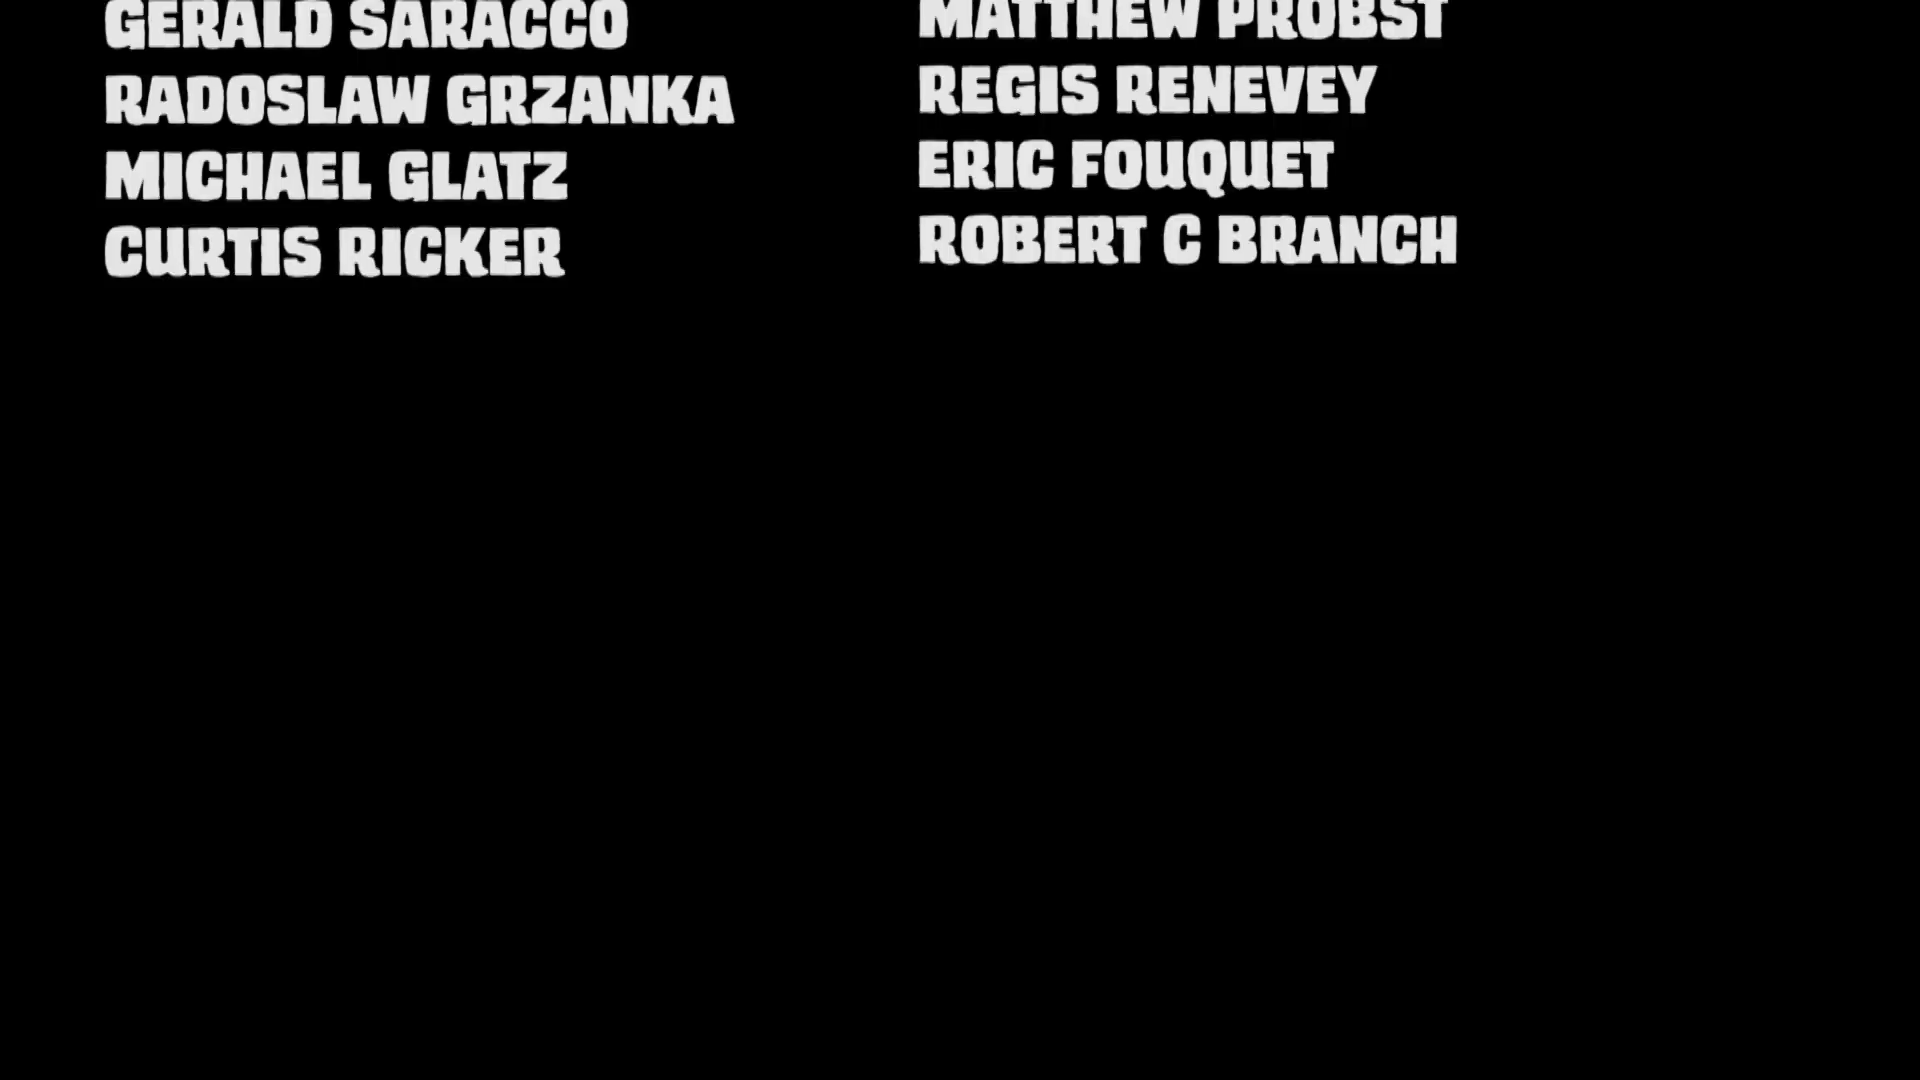 GERALD SARACCO
RADOSLAW GRZANKA
MICHAEL GLATZ
CURTIS RICKER
MATTHEW PROBST
REGIS RENEVEY
ERIC FOUQUET
ROBERT C BRANCH